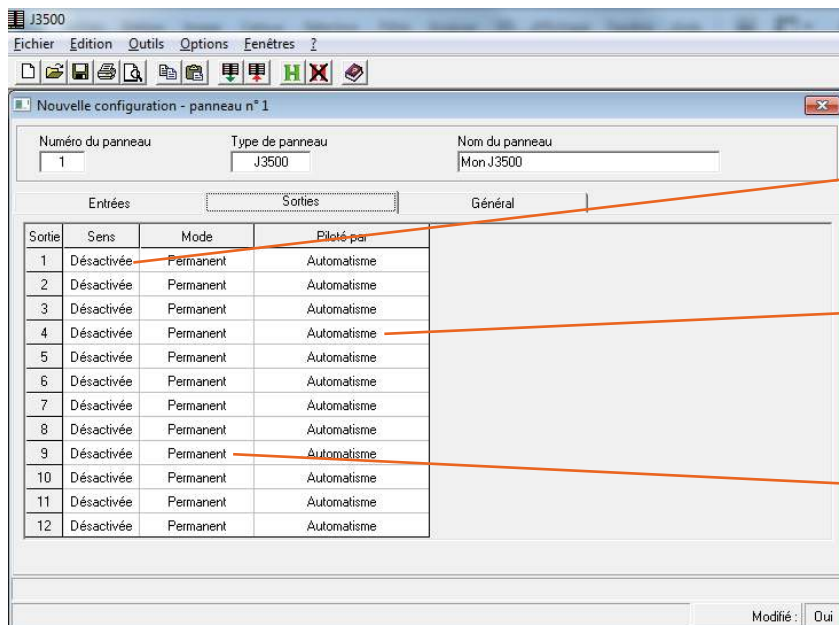 J3500
Fichier Edition Outils Options Fenêtres ?
Nouvelle configuration - panneau n° 1
Numéro du panneau Type de panneau Nom du panneau
1 J3500 Mon J3500
Entrées Sorties Général
Sortie Sens Mode Piloté par
1 Désactivée Permanent Automatisme
2 Désactivée Permanent Automatisme
3 Désactivée Permanent Automatisme
4 Désactivée Permanent Automatisme
5 Désactivée Permanent Automatisme
6 Désactivée Permanent Automatisme
7 Désactivée Permanent Automatisme
8 Désactivée Permanent Automatisme
9 Désactivée Permanent Automatisme
10 Désactivée Permanent Automatisme
11 Désactivée Permanent Automatisme
12 Désactivée Permanent Automatisme
Modifié : Oui